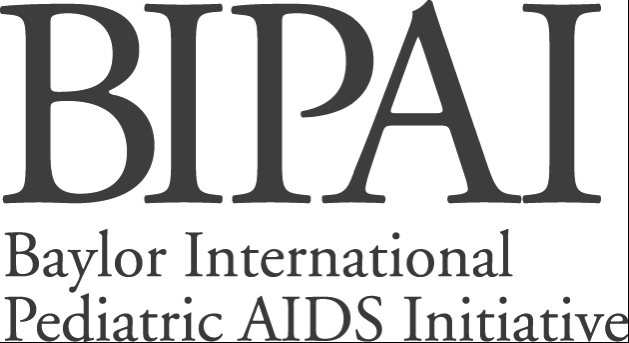 BIPAI
Baylor International
Pediatric AIDS Initiative